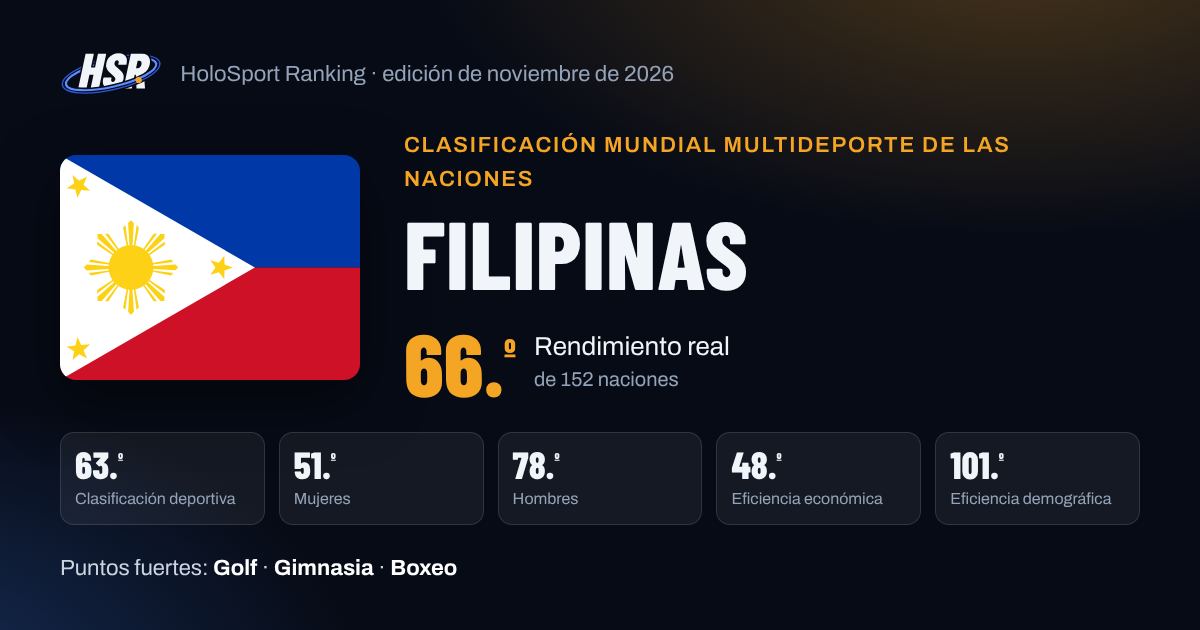 HSR
HoloSport Ranking · edición de noviembre de 2026
CLASIFICACIÓN MUNDIAL MULTIDEPORTE DE LAS
NACIONES
FILIPINAS
66.º Rendimiento real
de 152 naciones
63.º
Clasificación deportiva
51.º
Mujeres
78.º
Hombres
48.º
Eficiencia económica
101.º
Eficiencia demográfica
Puntos fuertes: Golf · Gimnasia · Boxeo